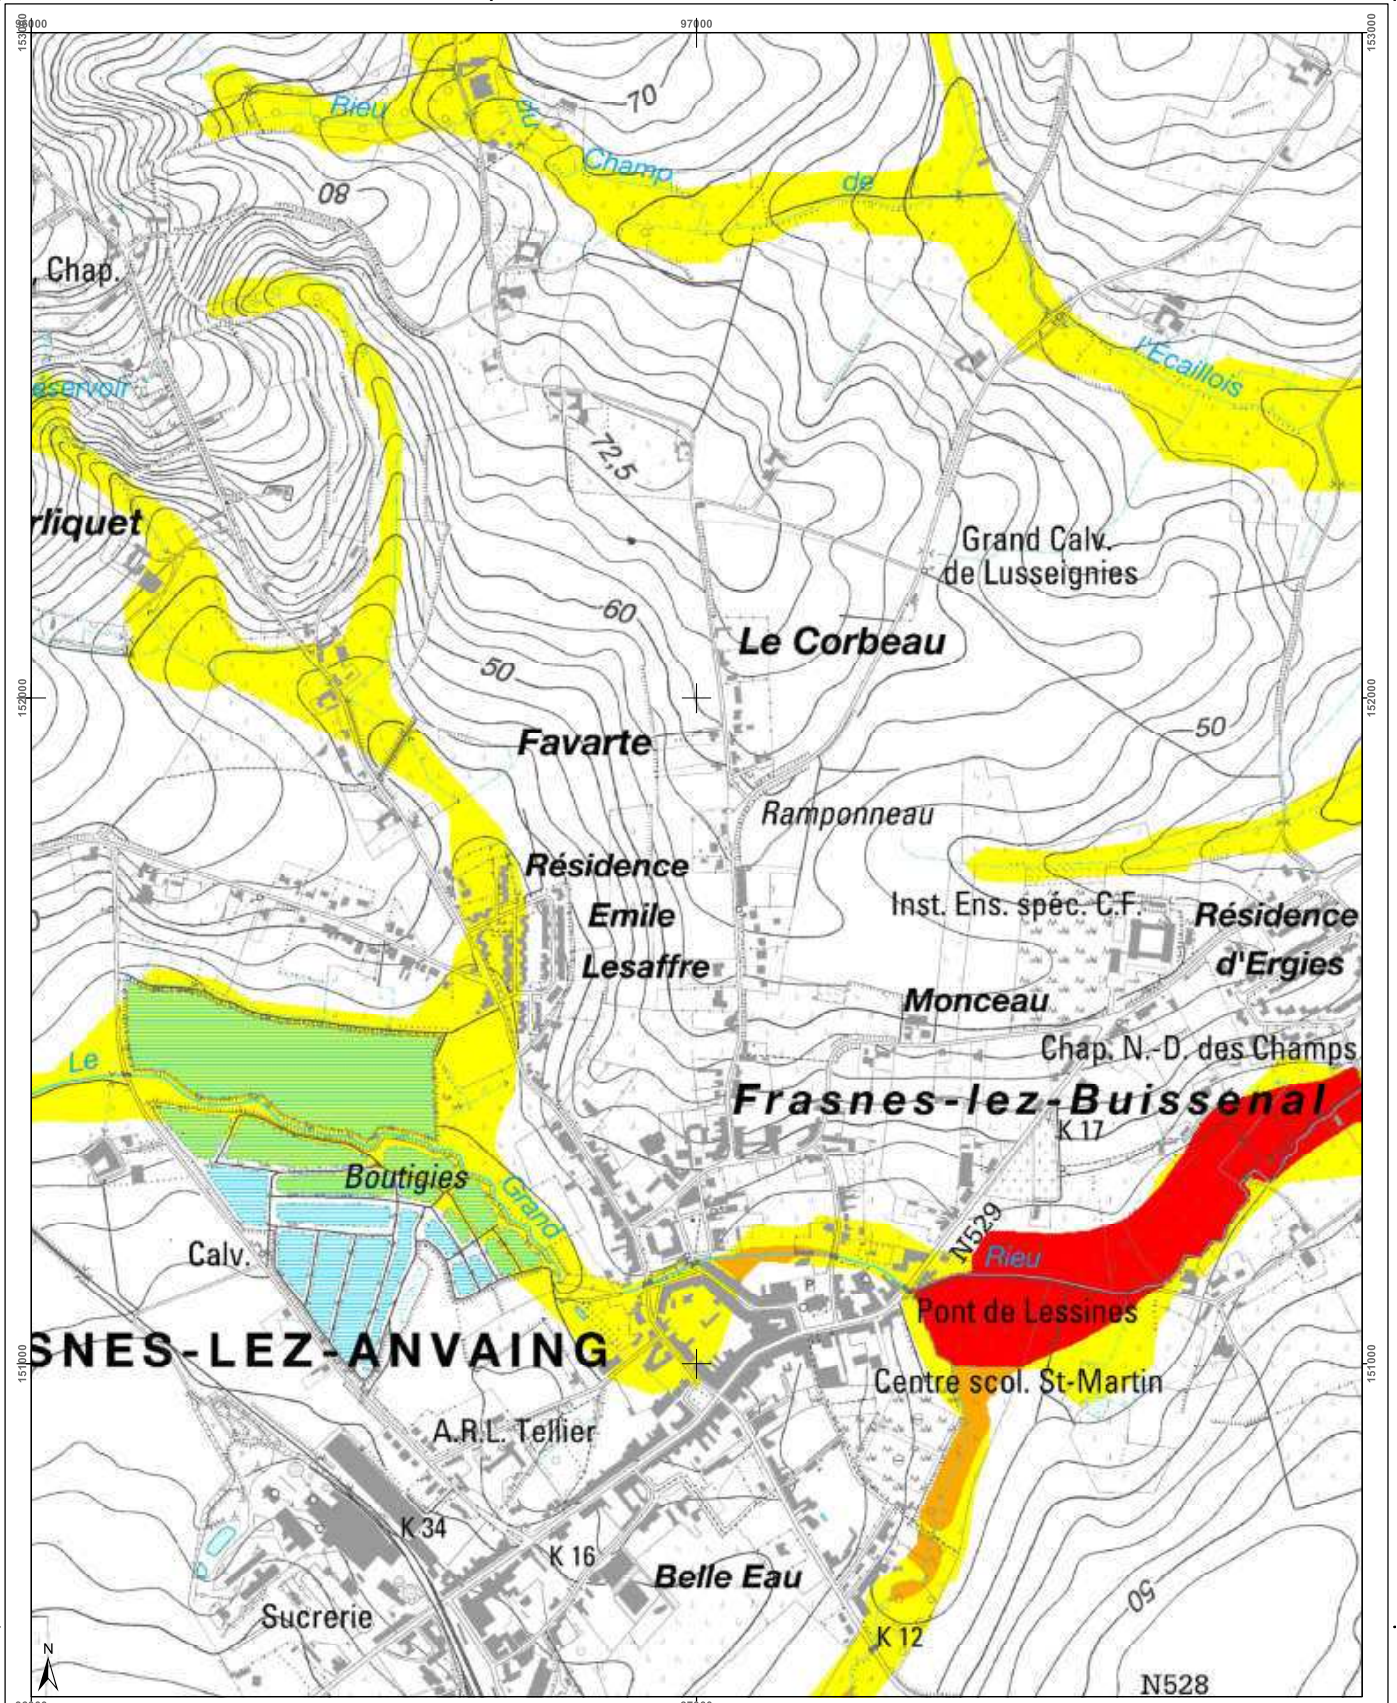 97000
153000
153000
70
Rieu
du
Champ
de
80
, Chap.
l'Écaillois
éservoir
72,5
rliquet
Grand Calv.
de Lusseignies
60
Le Corbeau
50
152000
152000
50
Favarte
Ramponneau
Résidence
Emile
Lesaffre
Inst. Ens. spéc. C.F.
Résidence
d'Ergies
Monceau
Chap. N.-D. des Champs
Le
Frasnes-lez-Buissenal
K 17
Boutigies
Grand
N529
Calv.
Rieu
P
Pont de Lessines
SNES-LEZ-ANVAING
151000
151000
Centre scol. St-Martin
A.R.L. Tellier
K 34
K 16
Belle Eau
50
Sucrerie
K 12
N
N528